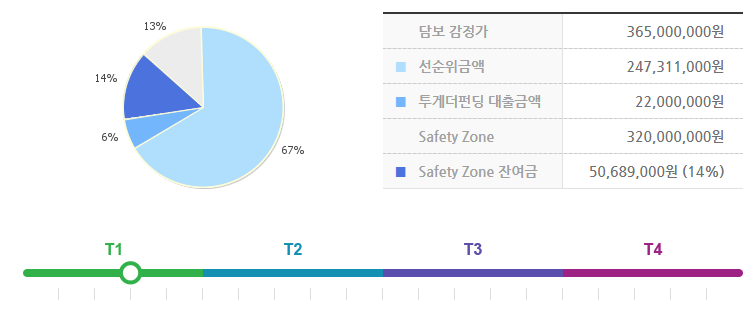 13%
14%
6%
67%
담보 감정가 365,000,000원
선순위금액 247,311,000원
투게더펀딩 대출금액 22,000,000원
Safety Zone 320,000,000원
Safety Zone 잔여금 50,689,000원 (14%)
T1 T2 T3 T4